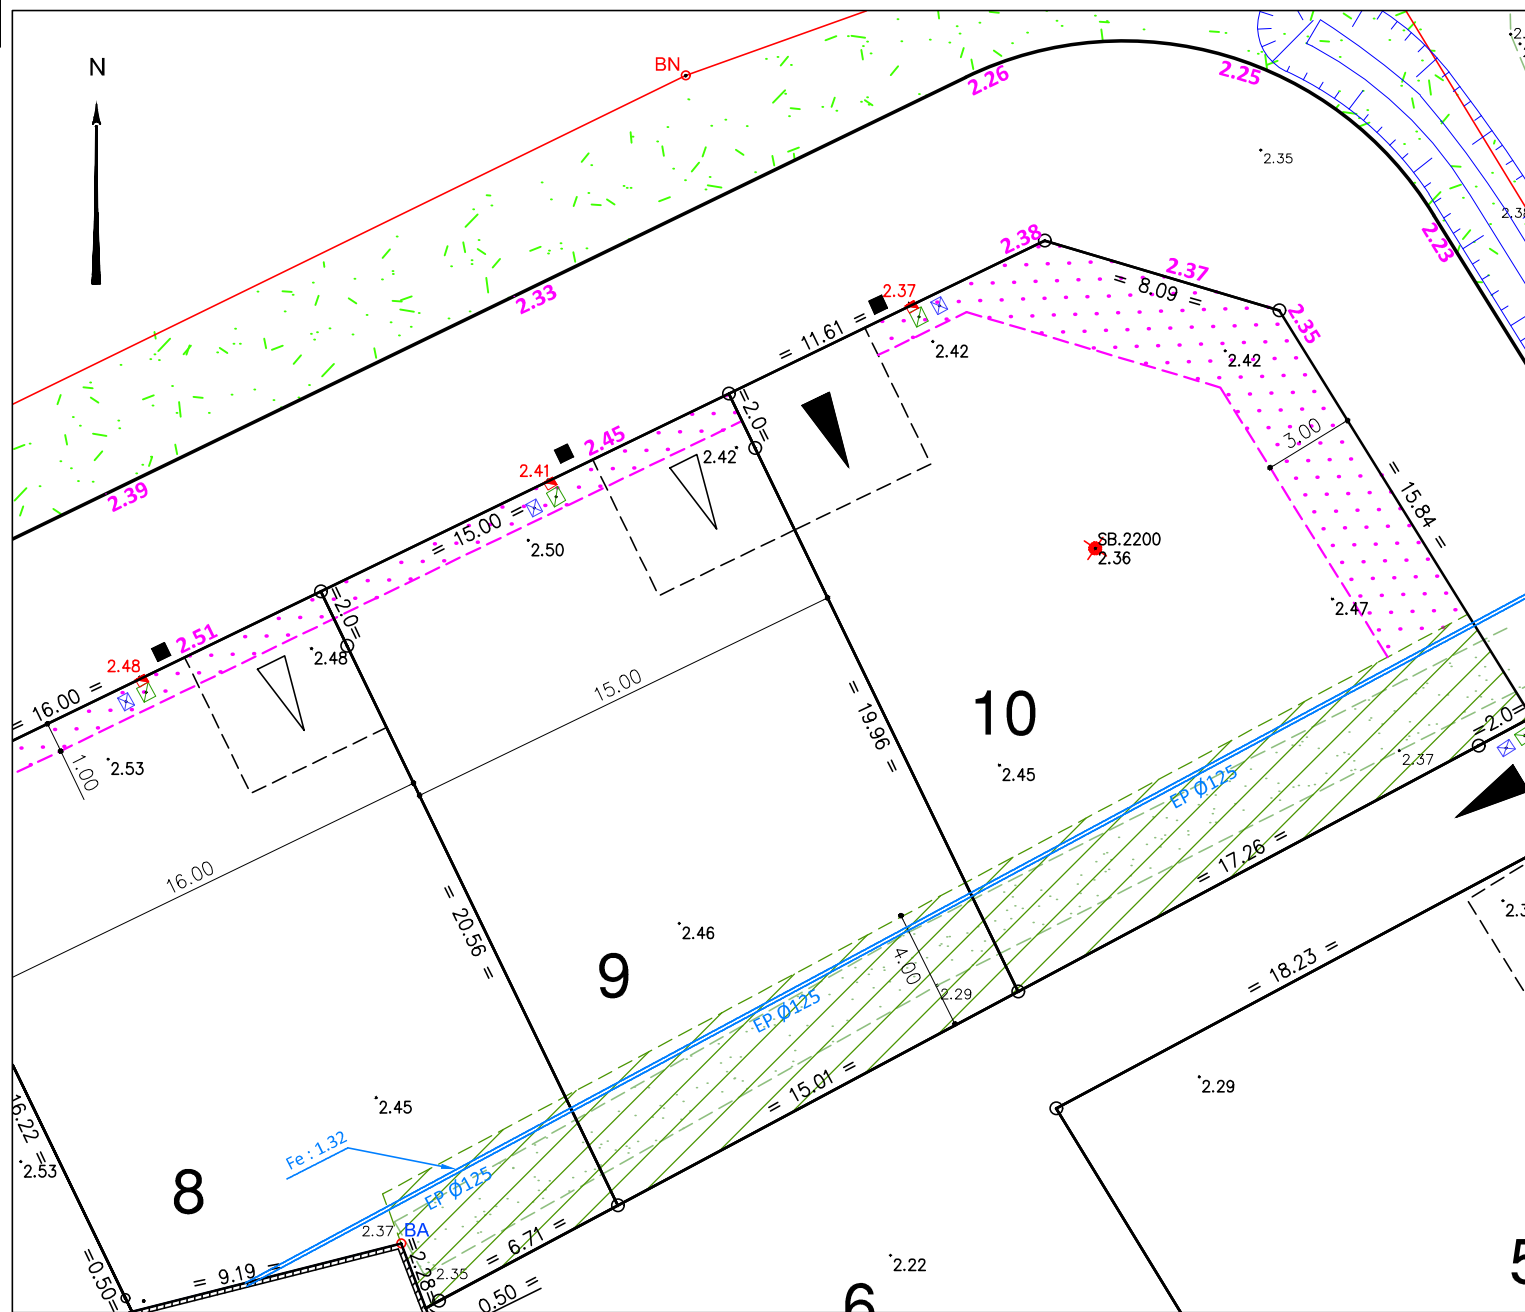 N
BN
2.26
2.25
2.35
2.23
2.33
2.38
2.37
= 8.09 =
2.35
2.37
= 11.61 =
2.42
2.42
=2.0=
3.00
2.39
2.45
2.42
2.41
= 15.00 =
2.50
= 15.84 =
SB.2200
2.36
2.47
=2.0=
2.51
2.48
2.48
= 16.00 =
1.00
2.53
15.00
= 19.96 =
10
2.45
=2.0=
2.37
EP Ø125
16.00
= 20.56 =
9
2.46
4.00
2.29
EP Ø125
= 17.26 =
= 18.23 =
= 15.01 =
2.29
2.45
16.22 =
2.53
Fe : 1.32
EP Ø125
8
2.37
BA
=2.28=
2.35
= 6.71 =
0.50 =
= 9.19 =
=0.50=
2.22
6
5